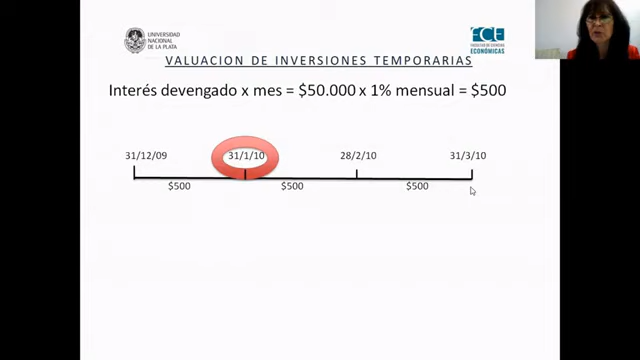 UNIVERSIDAD
NACIONAL
DE LA PLATA
FCE
FACULTAD DE CIENCIAS
ECONÓMICAS
VALUACION DE INVERSIONES TEMPORARIAS
Interés devengado x mes = $50.000 x 1% mensual = $500
31/12/09 31/1/10 28/2/10 31/3/10
$500 $500 $500